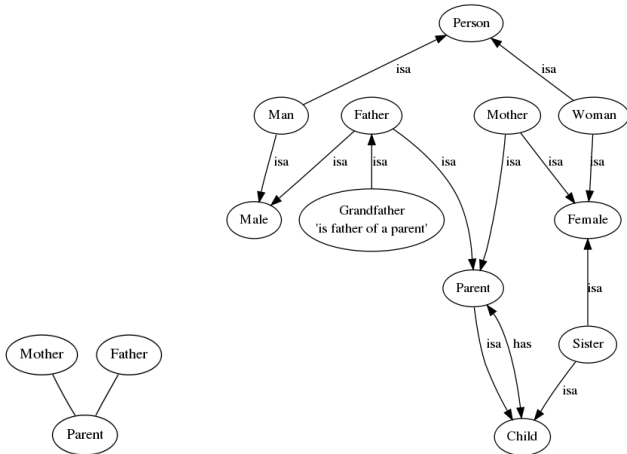 Person
isa
isa
Man
Father
Mother
Woman
isa
isa
isa
isa
isa
isa
isa
Male
Grandfather
'is father of a parent'
Female
Parent
isa
Mother
Father
isa
has
Sister
isa
Parent
Child